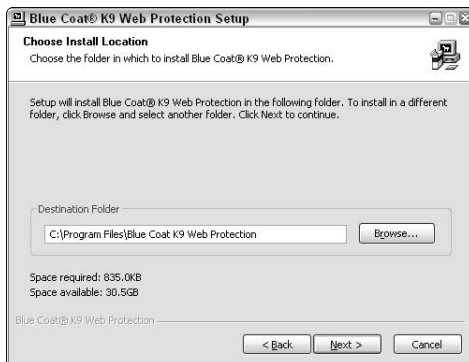 Blue Coat® K9 Web Protection Setup
Choose Install Location
Choose the folder in which to install Blue Coat® K9 Web Protection.
Setup will install Blue Coat® K9 Web Protection in the following folder. To install in a different
folder, click Browse and select another folder. Click Next to continue.
Destination Folder
C:\Program Files\Blue Coat K9 Web Protection
Browse...
Space required: 835.0KB
Space available: 30.5GB
Blue Coat® K9 Web Protection
< Back
Next >
Cancel